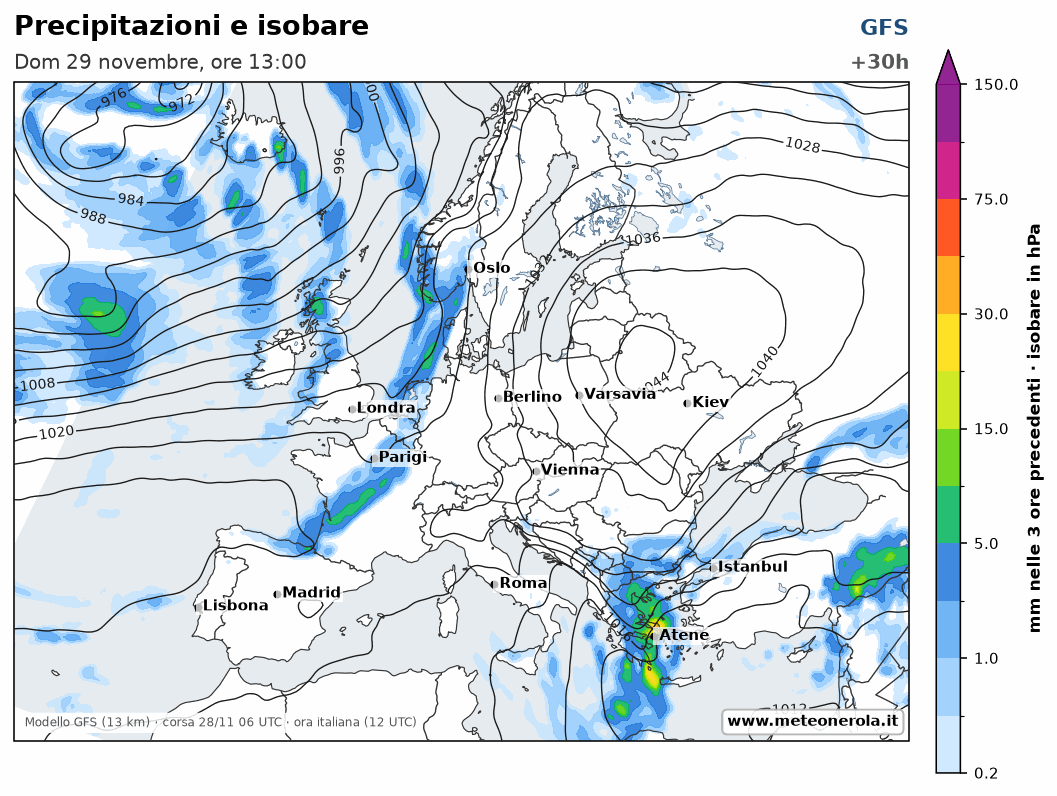 Precipitazioni e isobare
GFS
Dom 29 novembre, ore 13:00
+30h
976
972
984
988
996
1028
1036
1032
1040
1008
1020
1012
Oslo
Londra
Berlino
Varsavia
Kiev
Parigi
Vienna
Roma
Istanbul
Madrid
Lisbona
Atene
Modello GFS (13 km) · corsa 28/11 06 UTC · ora italiana (12 UTC)
www.meteonerola.it
150.0
75.0
30.0
15.0
5.0
1.0
0.2
mm nelle 3 ore precedenti · isobare in hPa